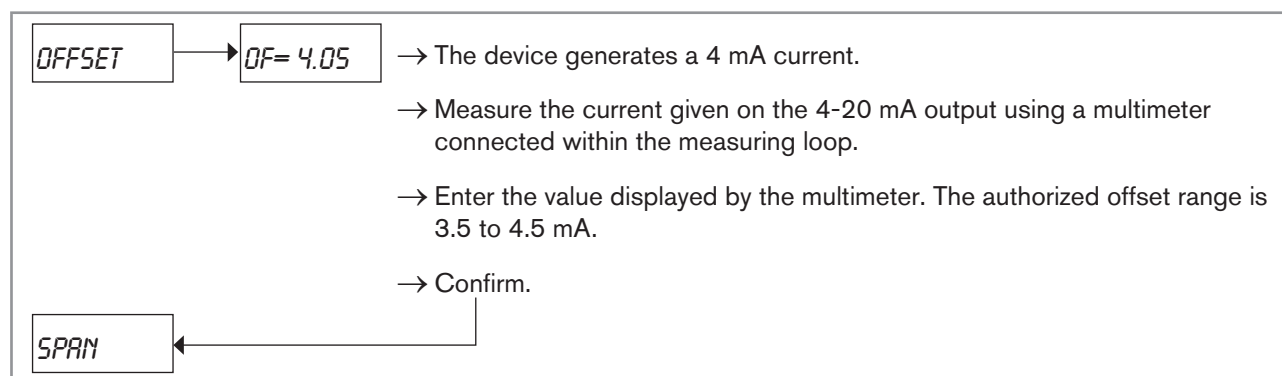 OFFSET
OF= 4.05
→ The device generates a 4 mA current.
→ Measure the current given on the 4-20 mA output using a multimeter
connected within the measuring loop.
→ Enter the value displayed by the multimeter. The authorized offset range is
3.5 to 4.5 mA.
→ Confirm.
SPAN